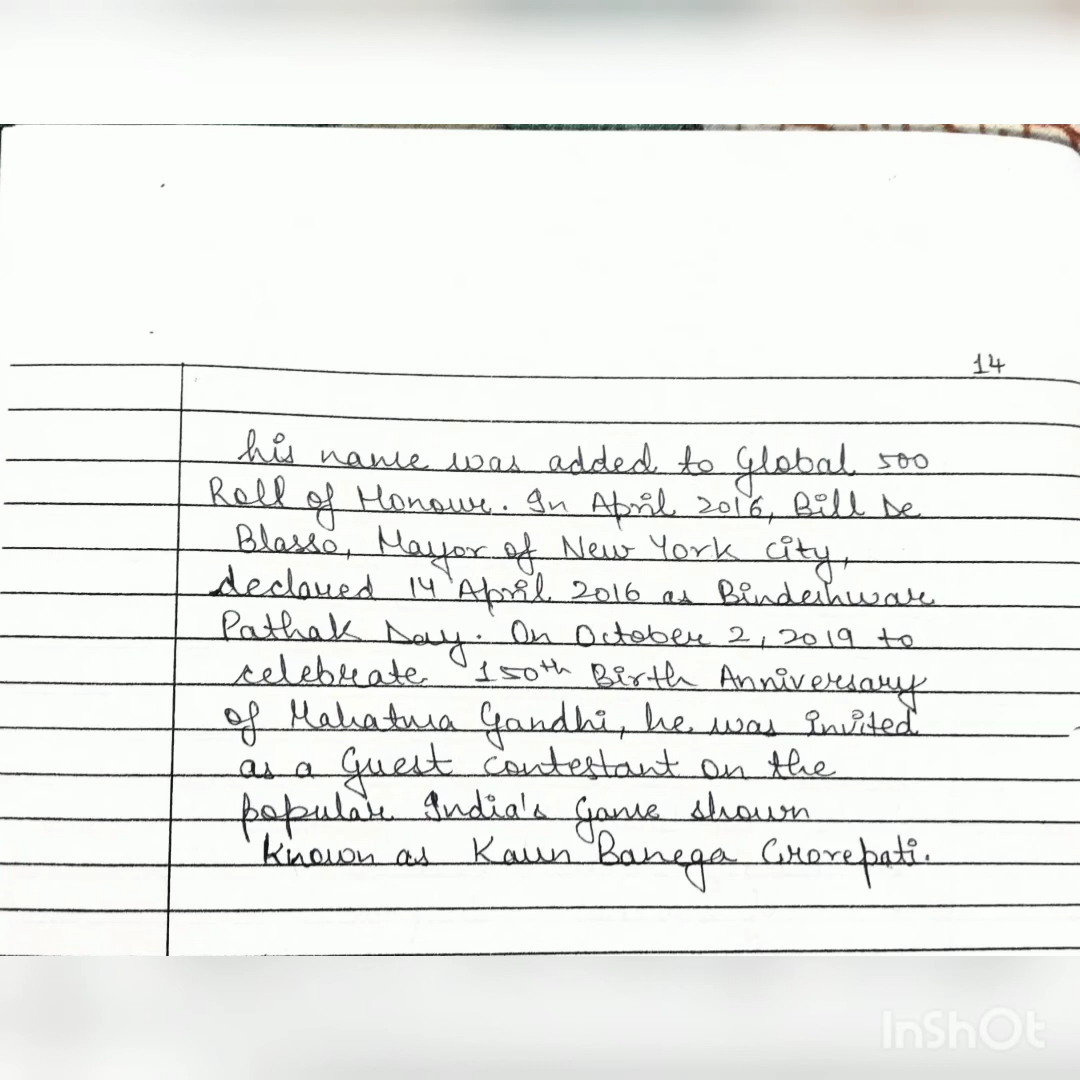 14
his name was added to Global 500
Roll of Honour. In April 2016, Bill De
Blasso, Mayor of New York City,
declared 14 April 2016 as Bindeshwar
Pathak Day. On October 2, 2019 to
celebrate 150th Birth Anniversary
of Mahatma Gandhi, he was invited
as a Guest contestant on the
popular India's Game shown
known as Kaun Banega Crorepati.
InShOt